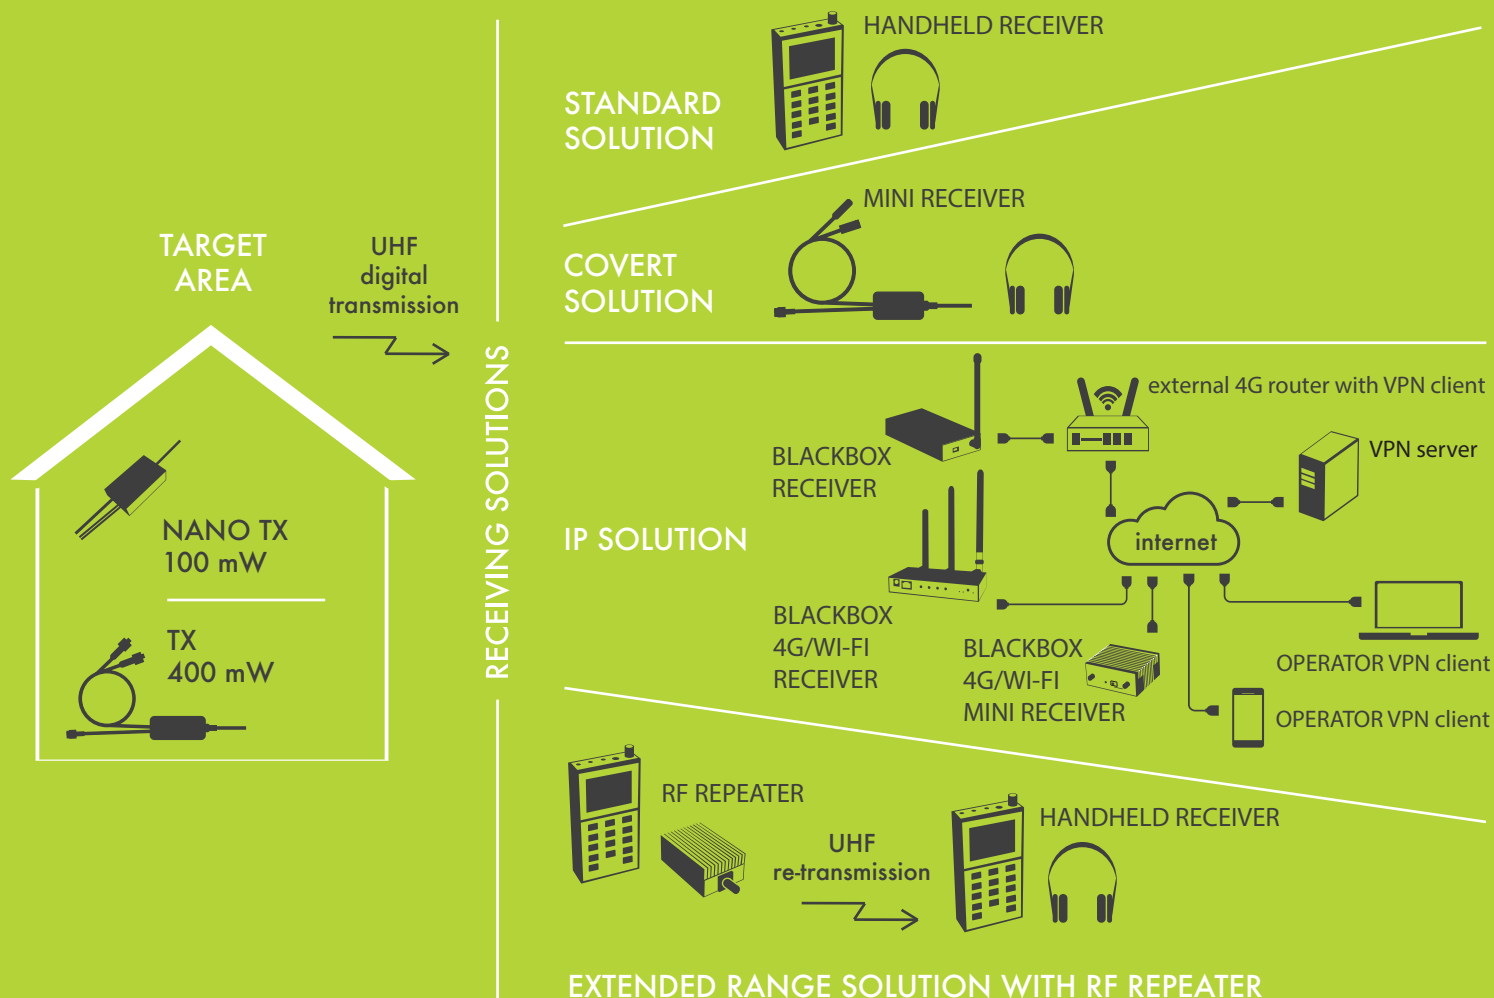 TARGET
AREA
UHF
digital
transmission
NANO TX
100 mW
TX
400 mW
RECEIVING SOLUTIONS
STANDARD
SOLUTION
HANDHELD RECEIVER
COVERT
SOLUTION
MINI RECEIVER
IP SOLUTION
BLACKBOX
RECEIVER
external 4G router with VPN client
VPN server
internet
BLACKBOX
4G/WI-FI
RECEIVER
BLACKBOX
4G/WI-FI
MINI RECEIVER
OPERATOR VPN client
OPERATOR VPN client
RF REPEATER
UHF
re-transmission
HANDHELD RECEIVER
EXTENDED RANGE SOLUTION WITH RF REPEATER